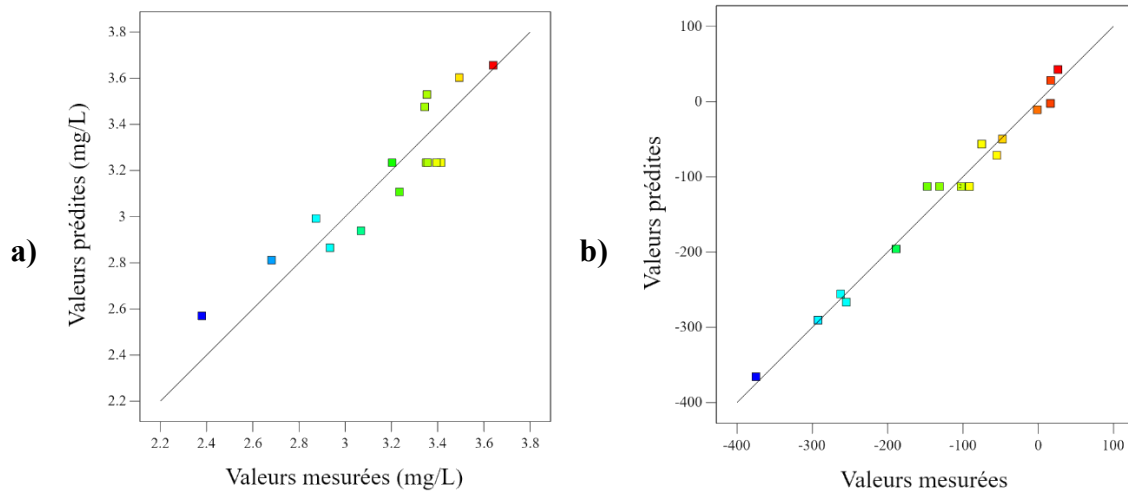 a)
Valeurs prédites (mg/L)
3.8
3.6
3.4
3.2
3
2.8
2.6
2.4
2.2
2.2 2.4 2.6 2.8 3 3.2 3.4 3.6 3.8
Valeurs mesurées (mg/L)
b)
Valeurs prédites
100
0
-100
-200
-300
-400
-400 -300 -200 -100 0 100
Valeurs mesurées